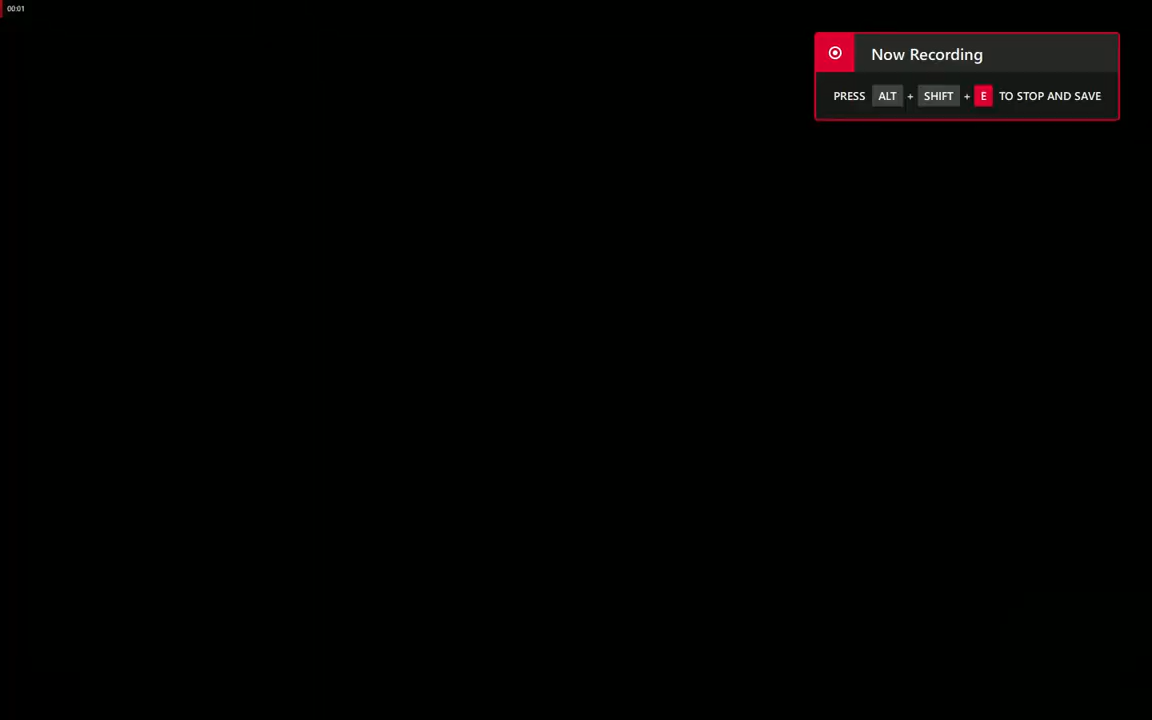 00:01
Now Recording
PRESS ALT + SHIFT + E TO STOP AND SAVE